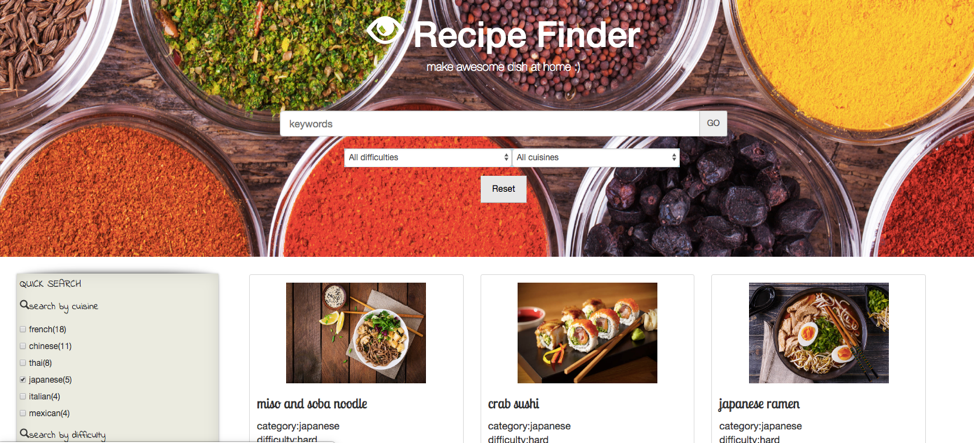 Recipe Finder
make awesome dish at home :)
keywords
GO
All difficulties
All cuisines
Reset
QUICK SEARCH
search by cuisine
french(18)
chinese(11)
thai(8)
japanese(5)
italian(4)
mexican(4)
search by difficulty
miso and soba noodle
category:japanese
difficulty:hard
crab sushi
category:japanese
difficulty:hard
japanese ramen
category:japanese
difficulty:hard